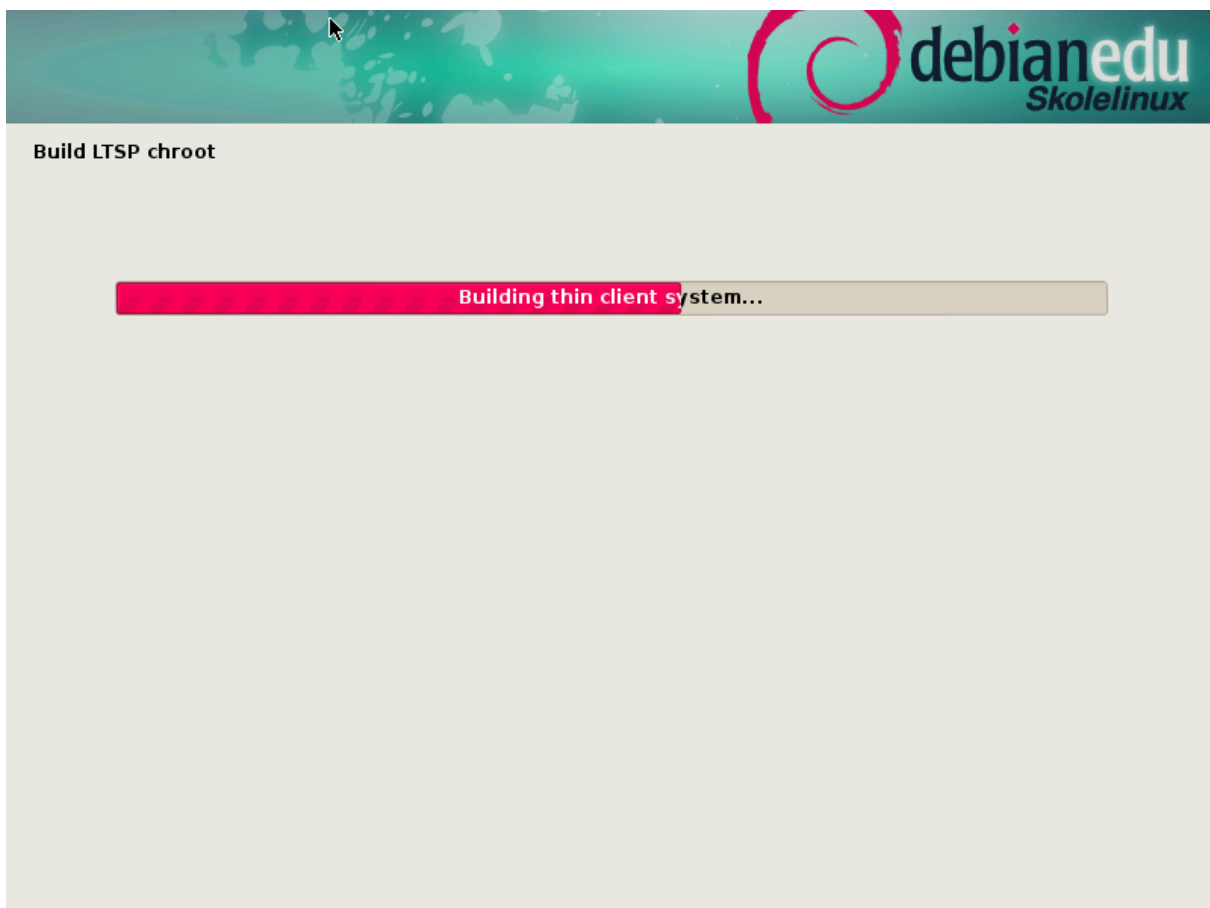 debianedu
Skolelinux
Build LTSP chroot
Building thin client system...